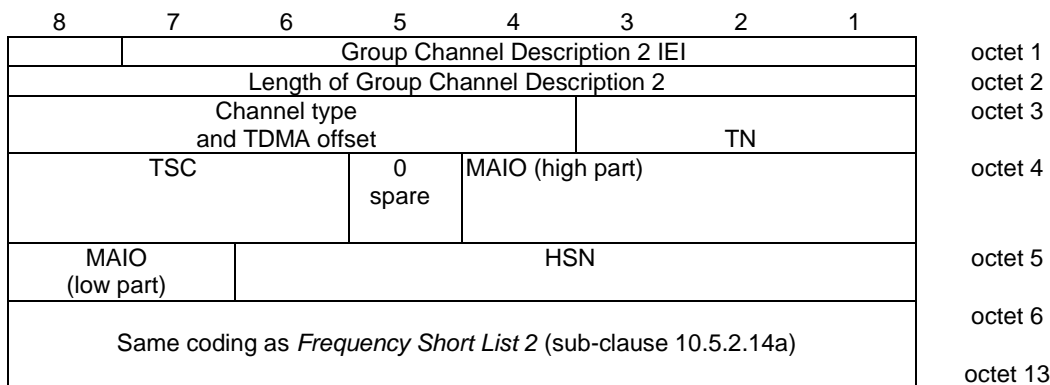 8 7 6 5 4 3 2 1
Group Channel Description 2 IEI octet 1
Length of Group Channel Description 2 octet 2
Channel type octet 3
and TDMA offset TN
TSC 0 MAIO (high part) octet 4
spare
MAIO HSN octet 5
(low part)
octet 6
Same coding as Frequency Short List 2 (sub-clause 10.5.2.14a)
octet 13